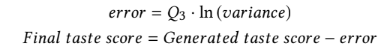 error = Q₃ · ln (variance)
Final taste score = Generated taste score − error